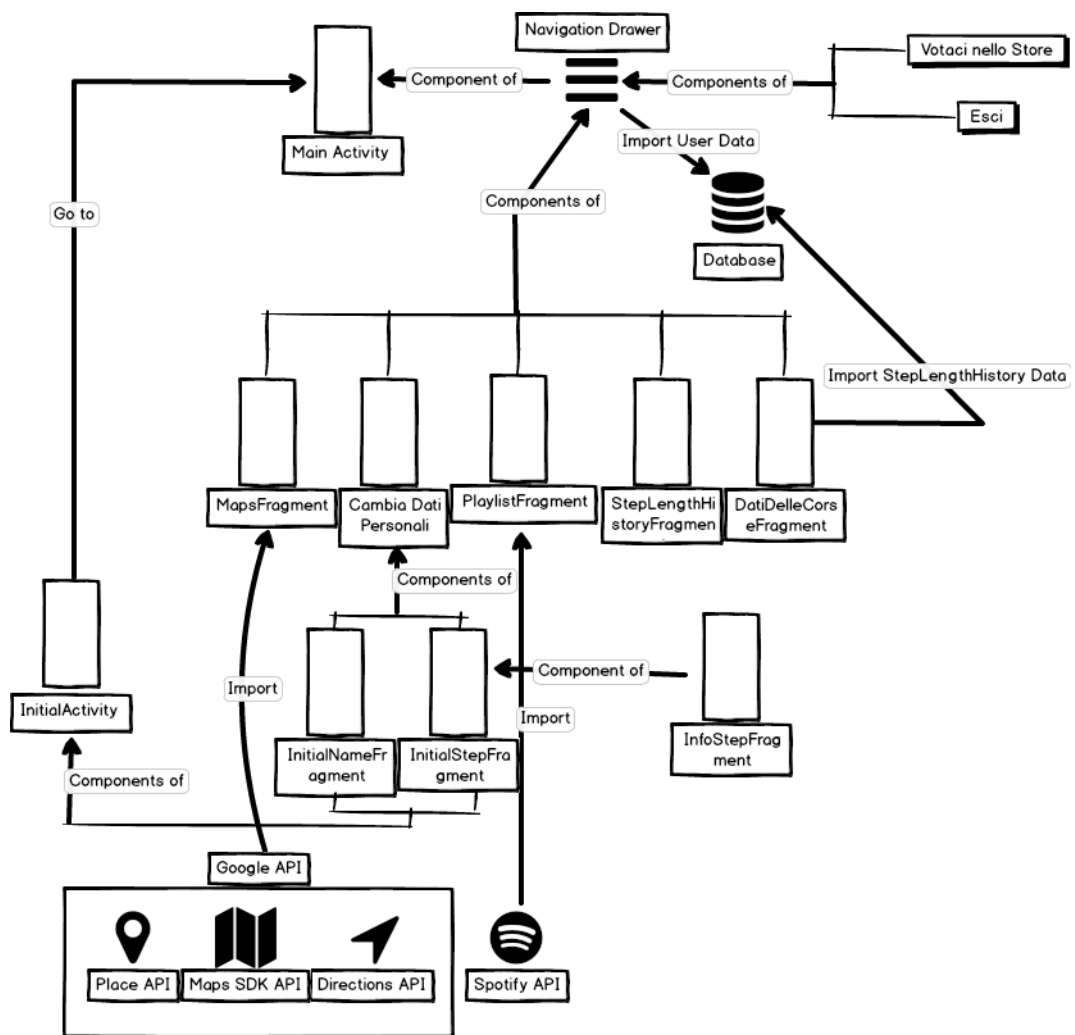 Navigation Drawer
Votaci nello Store
Component of
Components of
Esci
Main Activity
Import User Data
Components of
Go to
Database
Import StepLengthHistory Data
MapsFragment
Cambia Dati
Personali
PlaylistFragment
StepLengthHi
storyFragmen
DatiDelleCors
eFragment
Components of
Component of
InitialActivity
Import
Import
InitialNameFr
agment
InitialStepFra
gment
InfoStepFrag
ment
Components of
Google API
Place API
Maps SDK API
Directions API
Spotify API